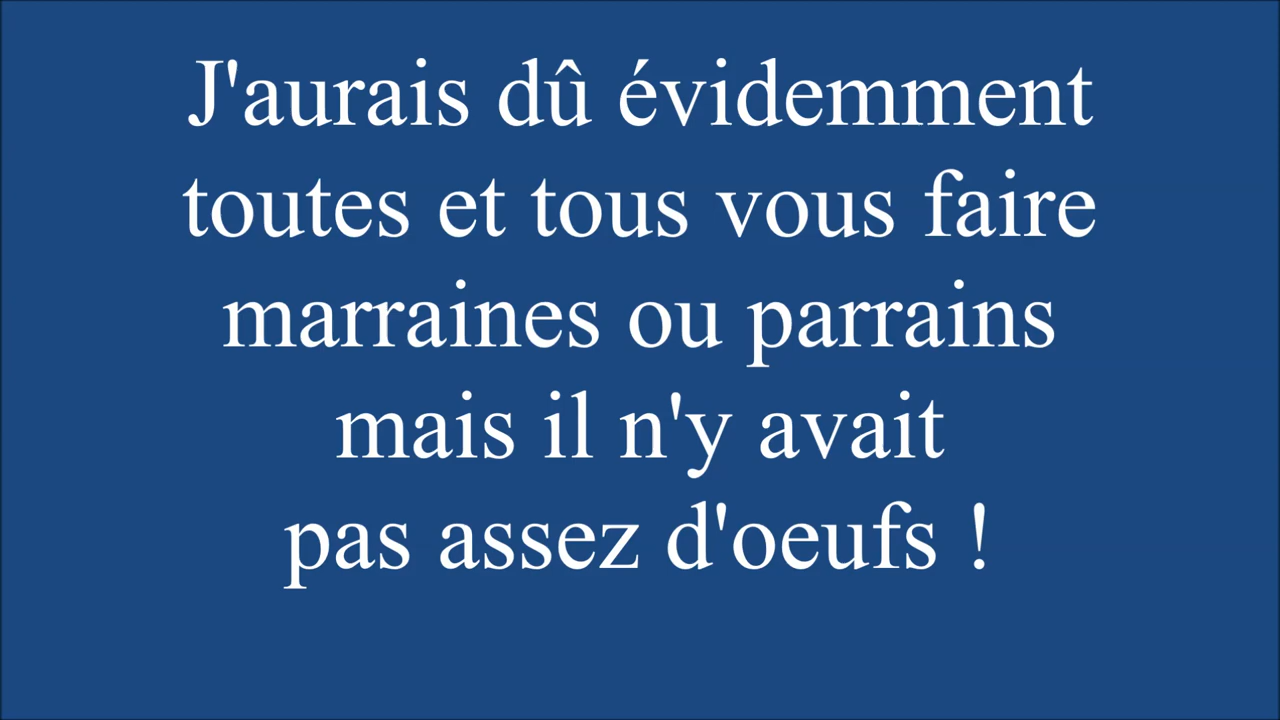 J'aurais dû évidemment
toutes et tous vous faire
marraines ou parrains
mais il n'y avait
pas assez d'oeufs !